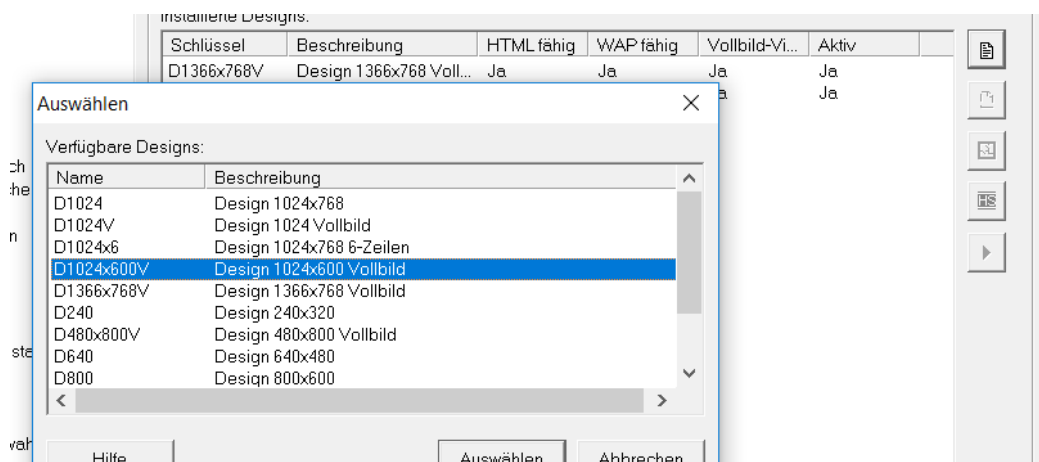 Installierte Designs:
Schlüssel Beschreibung HTML fähig WAP fähig Vollbild-Vi... Aktiv
D1366x768V Design 1366x768 Voll... Ja Ja Ja Ja
Ja
Auswählen
Verfügbare Designs:
Name Beschreibung
D1024 Design 1024x768
D1024V Design 1024 Vollbild
D1024x6 Design 1024x768 6-Zeilen
D1024x600V Design 1024x600 Vollbild
D1366x768V Design 1366x768 Vollbild
D240 Design 240x320
D480x800V Design 480x800 Vollbild
D640 Design 640x480
D800 Design 800x600
Hilfe Auswählen Abbrechen
HS